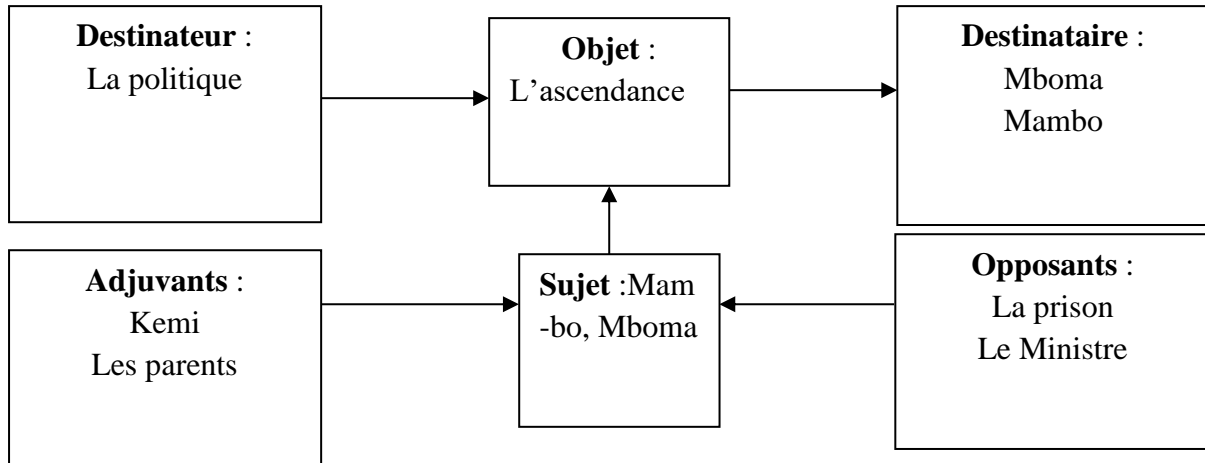 Destinateur :
La politique
Objet :
L'ascendance
Destinataire :
Mboma
Mambo
Adjuvants :
Kemi
Les parents
Sujet :Mam
-bo, Mboma
Opposants :
La prison
Le Ministre